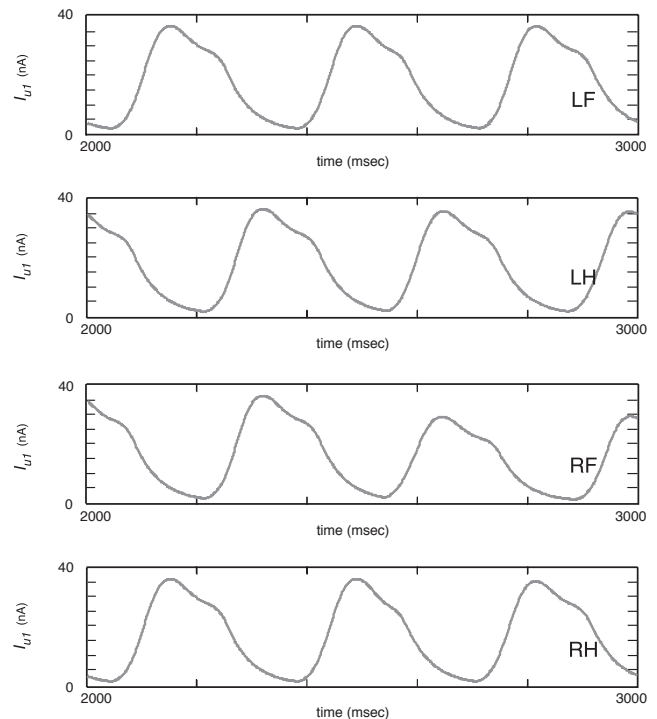 40
I_u1 (nA)
LF
0
2000
3000
time (msec)
40
I_u1 (nA)
LH
0
2000
3000
time (msec)
40
I_u1 (nA)
RF
0
2000
3000
time (msec)
40
I_u1 (nA)
RH
0
2000
3000
time (msec)